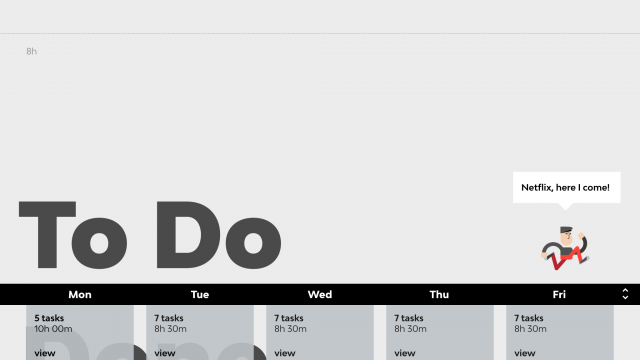 8h
Netflix, here I come!
To Do
Mon Tue Wed Thu Fri
5 tasks 7 tasks 7 tasks 7 tasks 7 tasks
10h 00m 8h 30m 8h 30m 8h 30m 8h 30m
Done
view view view view view